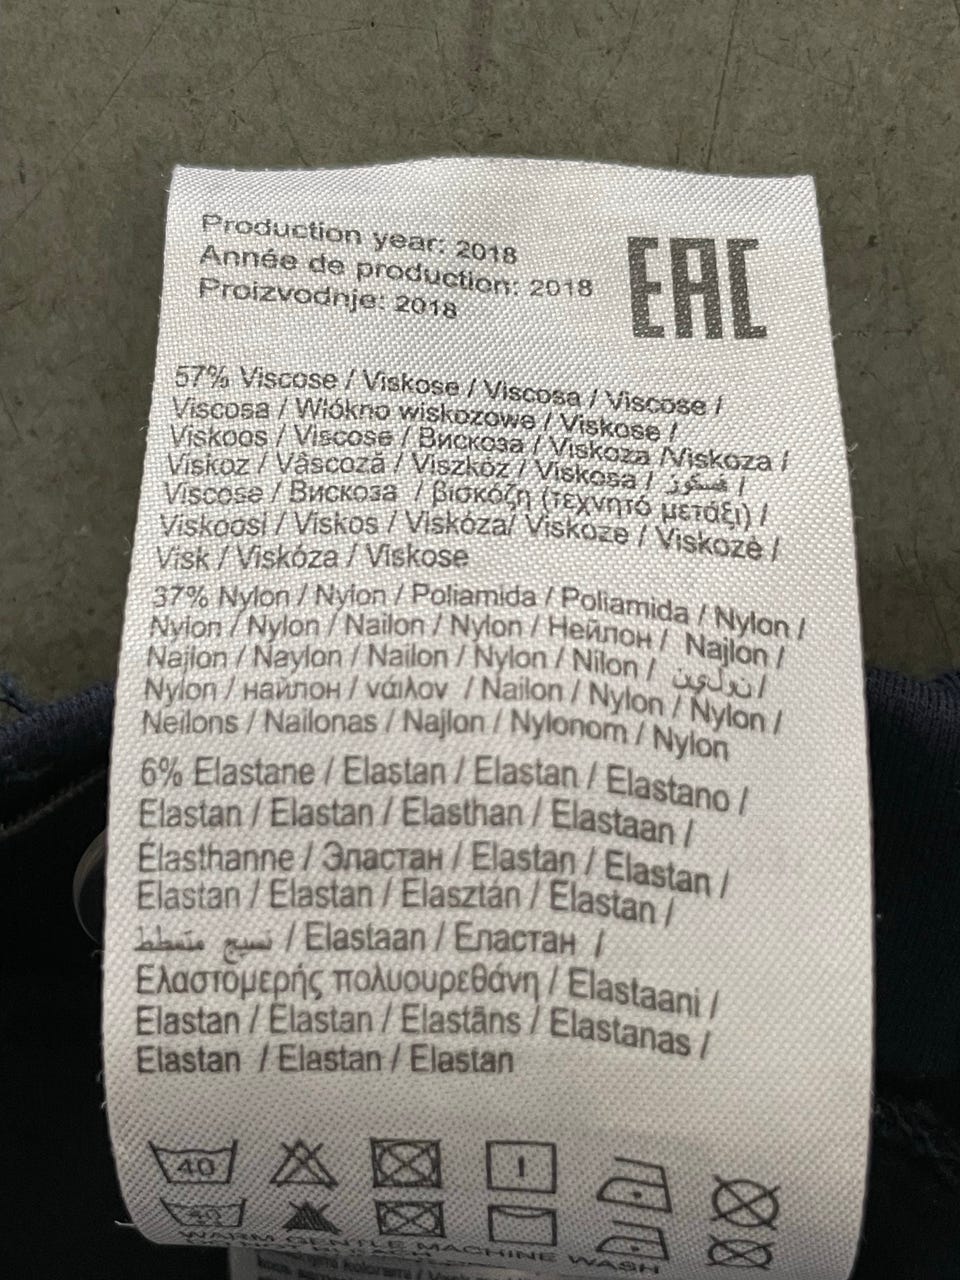 Production year: 2018
Année de production: 2018
Proizvodnje: 2018
EAC
57% Viscose / Viskose / Viscosa / Viscose /
Viscosa / Włókno wiskozowe / Viskose /
Viskoos / Viscose / Вискоза / Viskoza /Viskoza /
Viskoz / Vâscoză / Viszkóz / Viskosa / فسكوز /
Viscose / Вискоза / βισκόζη (τεχνητό μετάξι) /
Viskoosi / Viskos / Viskóza/ Viskoze / Viskozė /
Visk / Viskóza / Viskose
37% Nylon / Nylon / Poliamida / Poliamida / Nylon /
Nylon / Nylon / Nailon / Nylon / Нейлон / Najlon /
Najlon / Naylon / Nailon / Nylon / Nilon /
Nylon / найлон / νάιλον / Nailon / Nylon / Nylon /
Neilons / Nailonas / Najlon / Nylonom / Nylon
6% Elastane / Elastan / Elastan / Elastano /
Elastan / Elastan / Elasthan / Elastaan /
Élasthanne / Эластан / Elastan / Elastan /
Elastan / Elastan / Elasztán / Elastan /
نسيج متمطط / Elastaan / Еластан /
Ελαστομερής πολυουρεθάνη / Elastaani /
Elastan / Elastan / Elastāns / Elastanas /
Elastan / Elastan / Elastan
40
40
WARM GENTLE MACHINE WASH